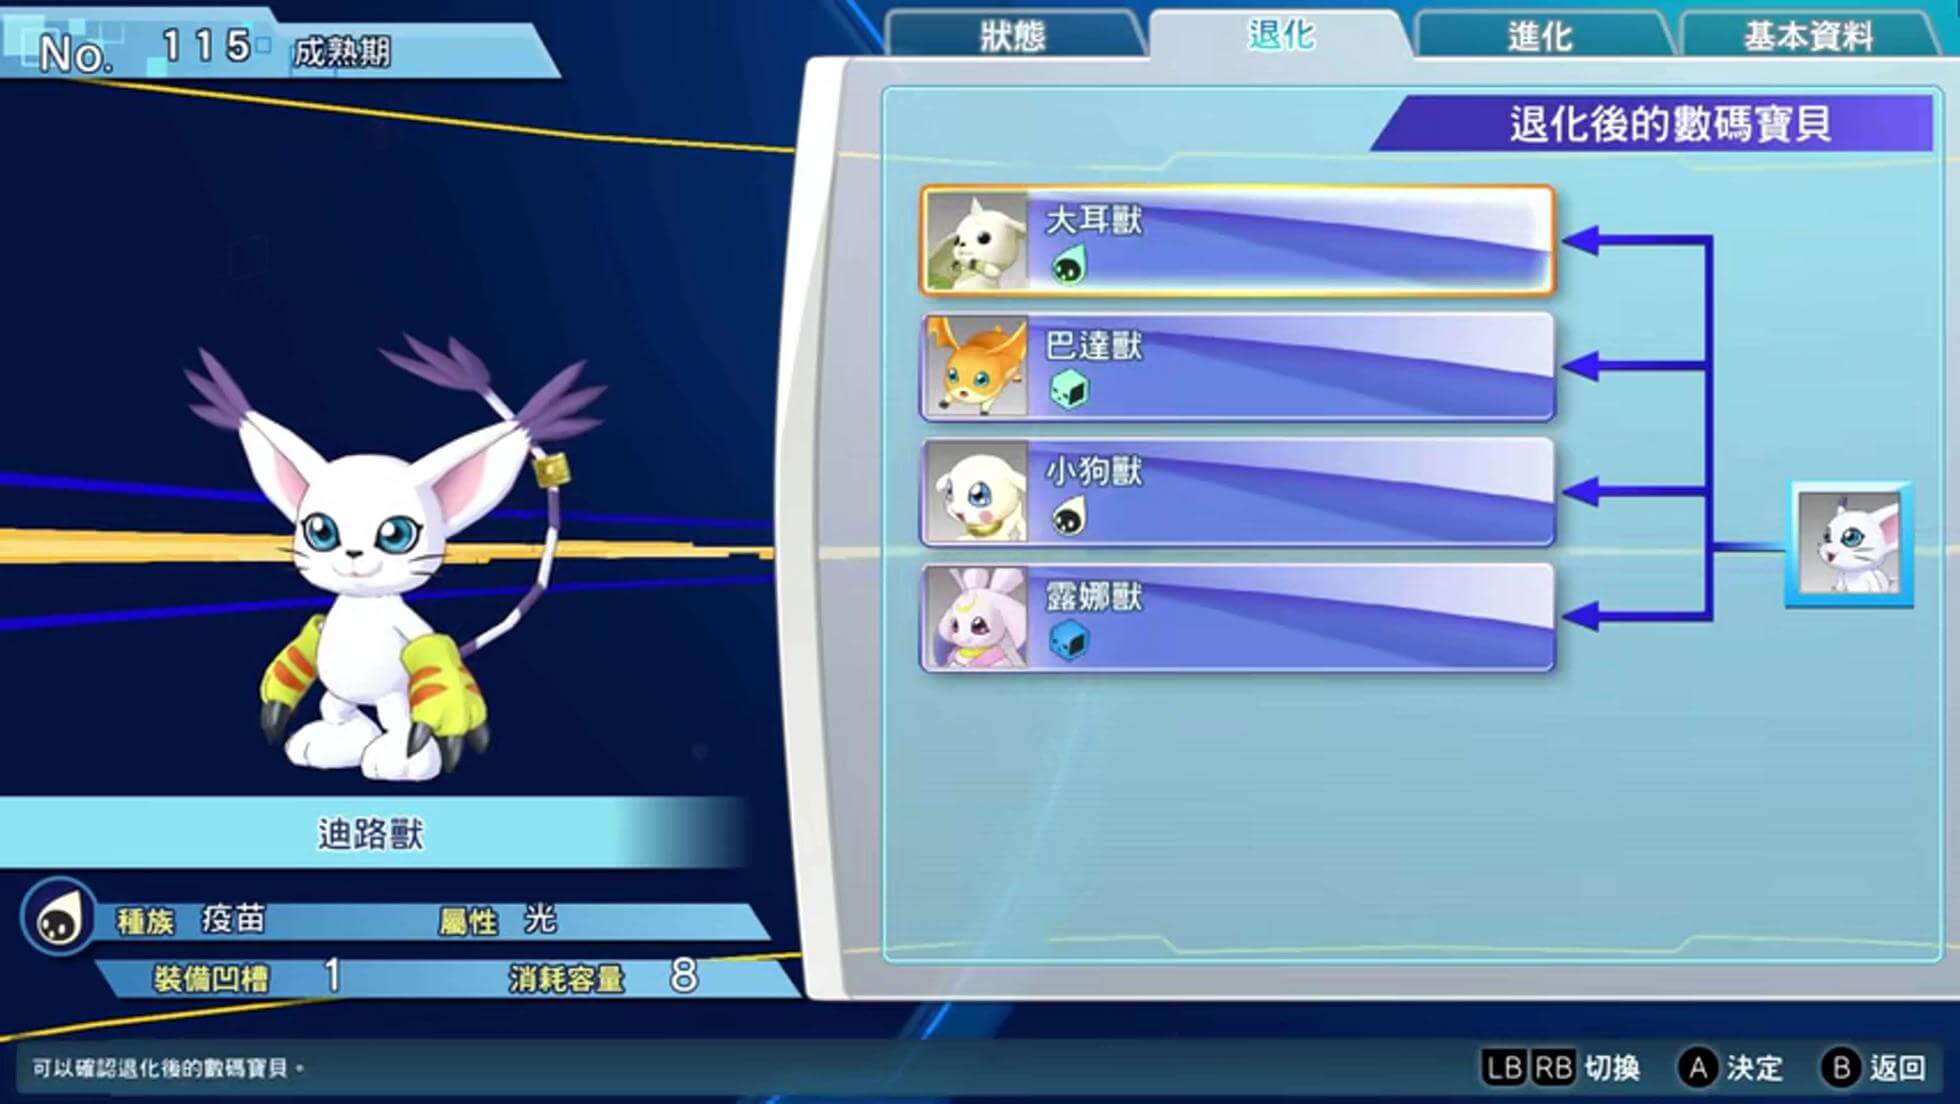 No. 115 成熟期
狀態 退化 進化 基本資料
退化後的數碼寶貝
大耳獸
巴達獸
小狗獸
露娜獸
迪路獸
種族 疫苗 屬性 光
裝備凹槽 1 消耗容量 8
可以確認退化後的數碼寶貝。
LB RB 切換 A 決定 B 返回